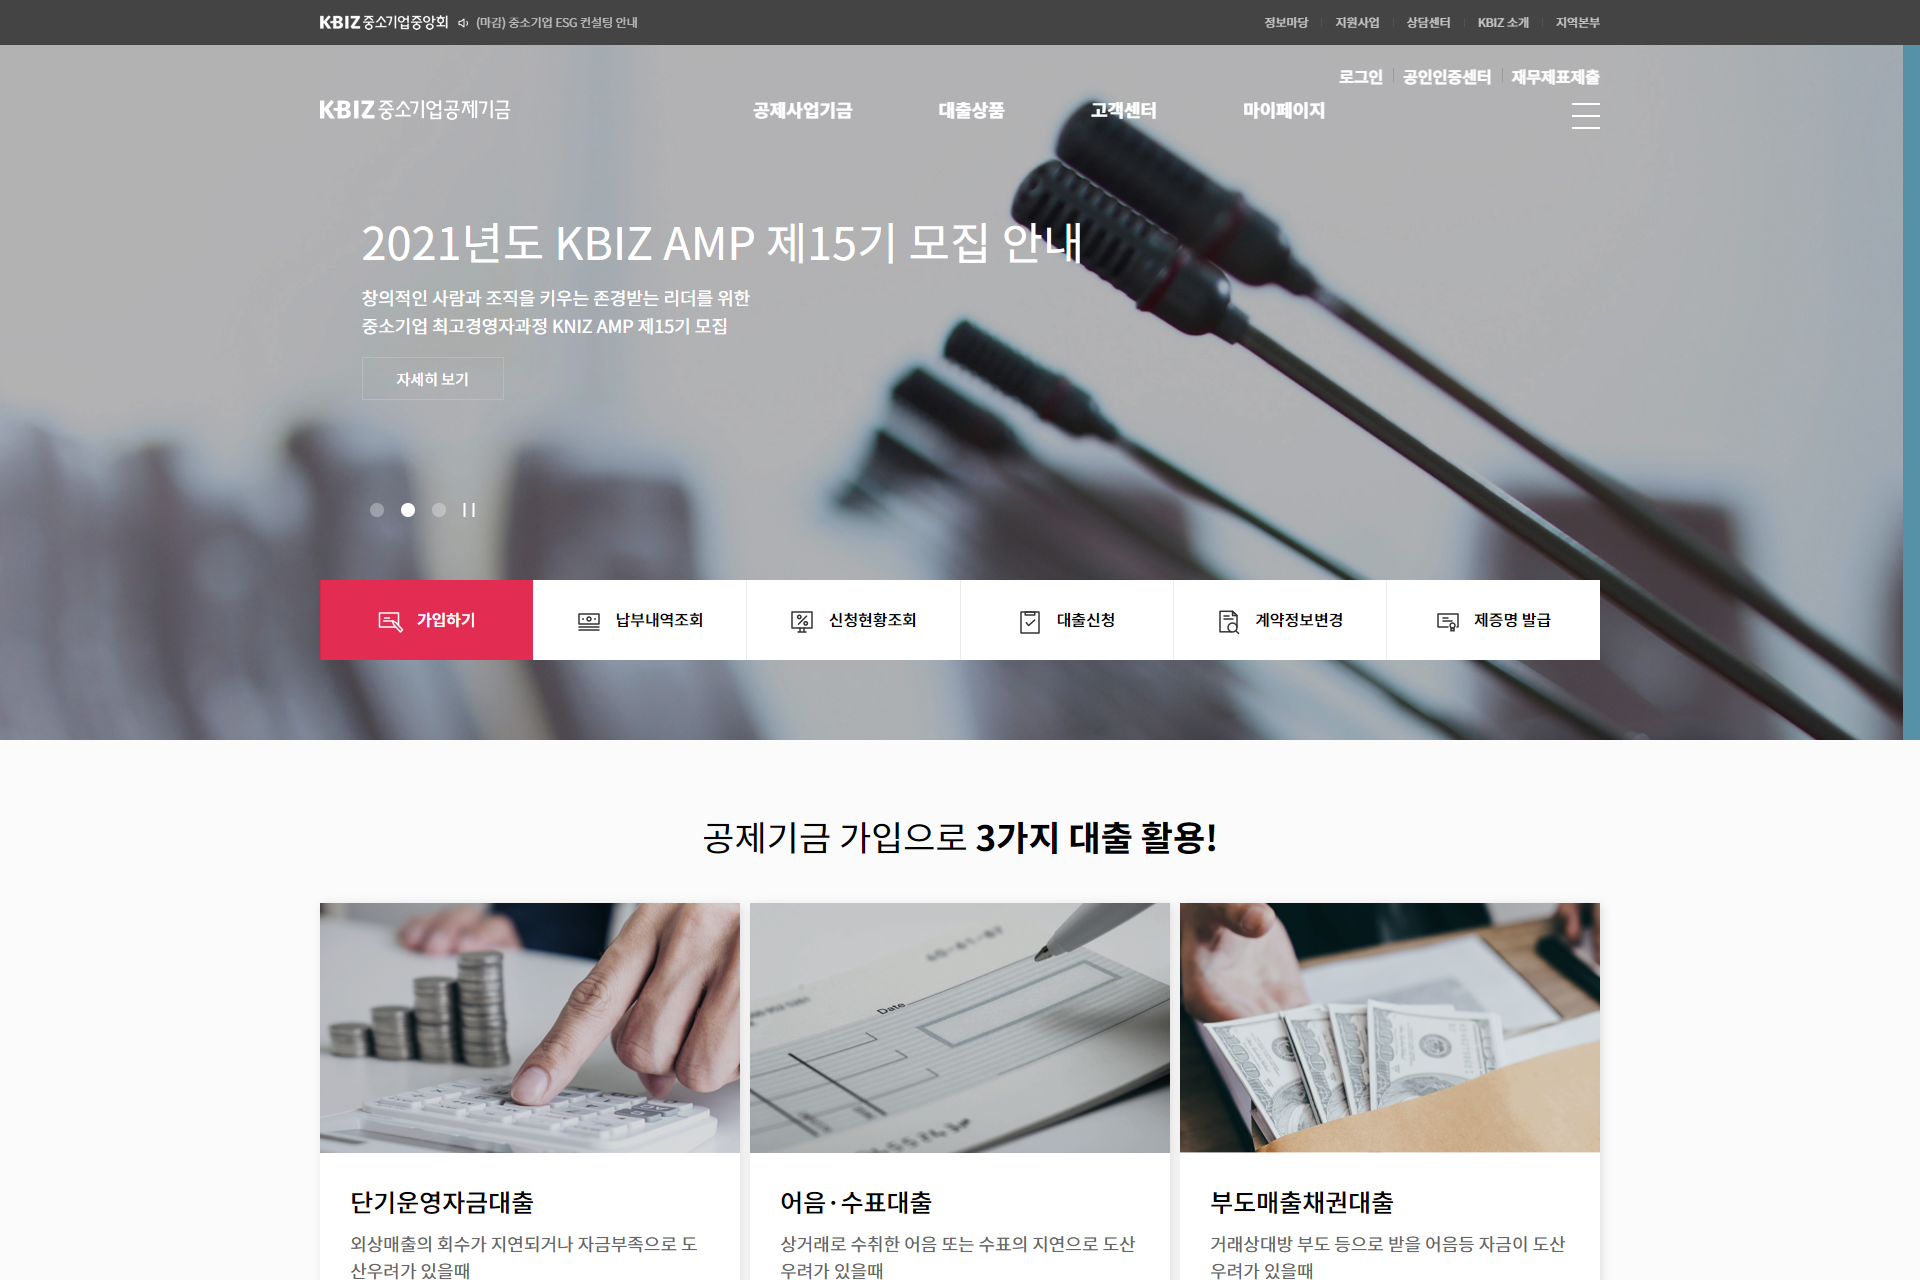 KBIZ 중소기업중앙회
(마감) 중소기업 ESG 컨설팅 안내
정보마당
지원사업
상담센터
KBIZ 소개
지역본부
로그인
공인인증센터
재무제표제출
KBIZ 중소기업공제기금
공제사업기금
대출상품
고객센터
마이페이지
2021년도 KBIZ AMP 제15기 모집 안내
창의적인 사람과 조직을 키우는 존경받는 리더를 위한
중소기업 최고경영자과정 KNIZ AMP 제15기 모집
자세히 보기
가입하기
납부내역조회
신청현황조회
대출신청
계약정보변경
제증명 발급
공제기금 가입으로 3가지 대출 활용!
Date
단기운영자금대출
외상매출의 회수가 지연되거나 자금부족으로 도
산우려가 있을때
어음·수표대출
상거래로 수취한 어음 또는 수표의 지연으로 도산
우려가 있을때
부도매출채권대출
거래상대방 부도 등으로 받을 어음등 자금이 도산
우려가 있을때